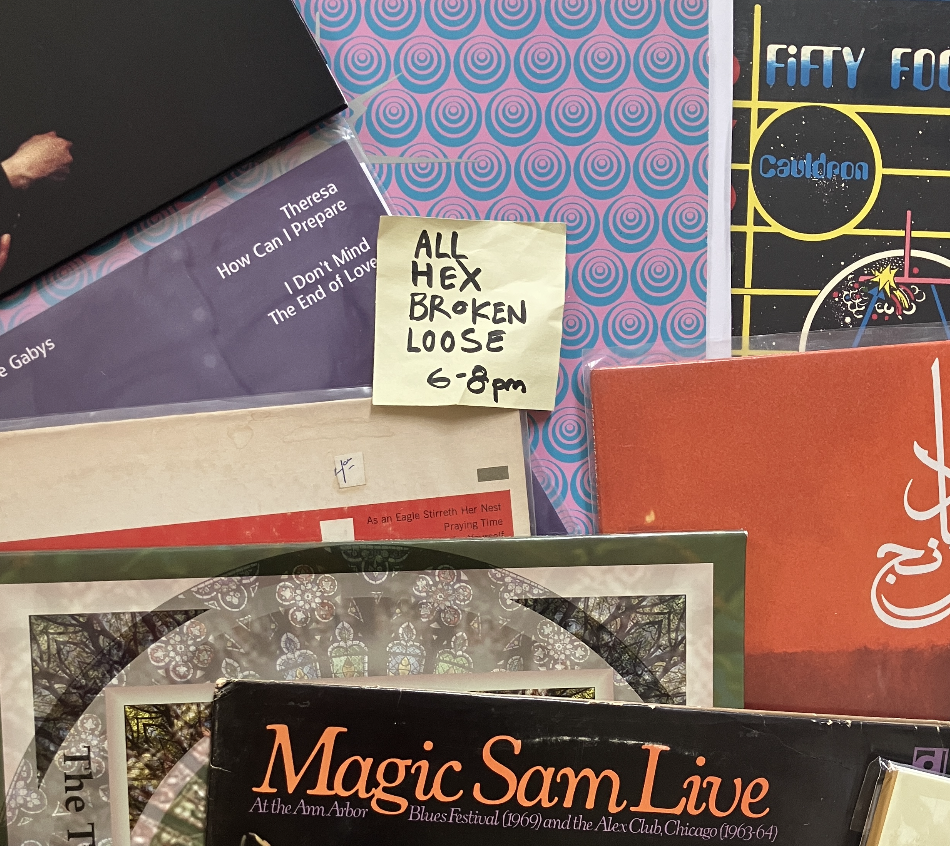 FiFTY
Cauldron
Theresa
How Can I Prepare
I Don't Mind
The End of Love
Gabys
ALL
HEX
BROKEN
LOOSE
6-8pm
As an Eagle Stirreth Her Nest
Praying Time
The
Magic Sam Live
At the Ann Arbor Blues Festival (1969) and the Alex Club, Chicago (1963-64)